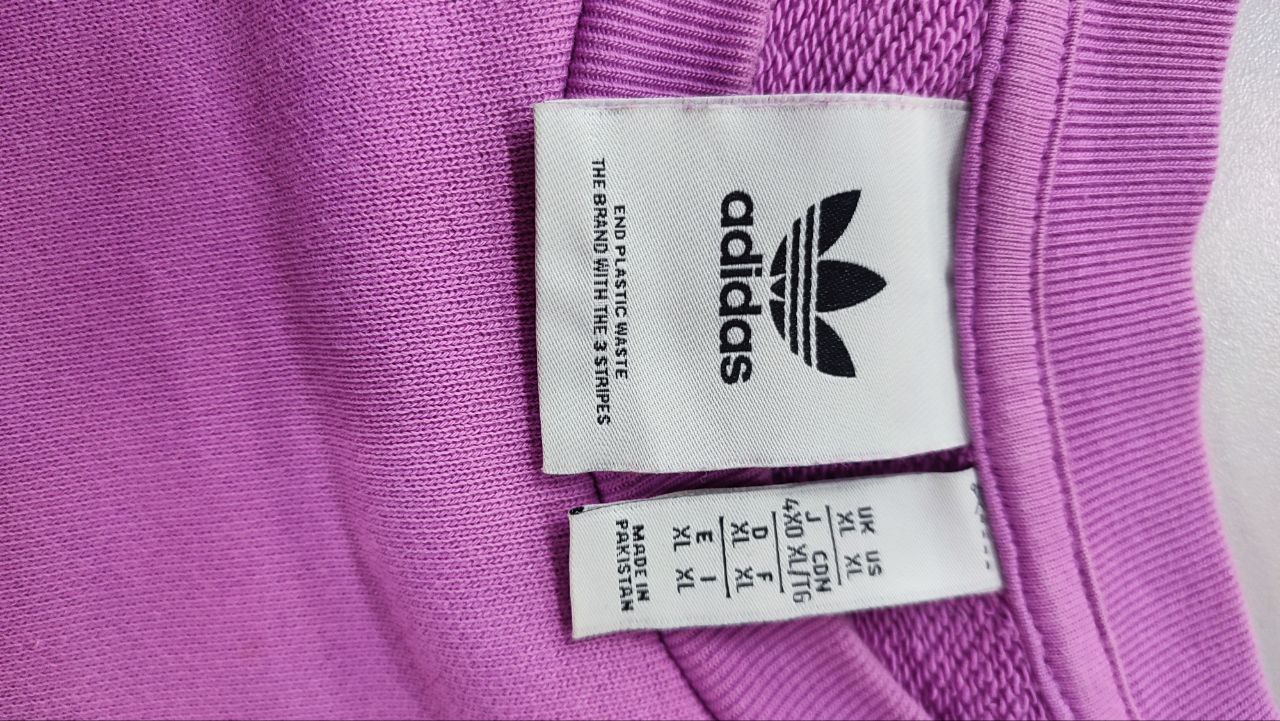 adidas
END PLASTIC WASTE
THE BRAND WITH THE 3 STRIPES
UK US
XL XL
J CDN
4XO XL/TG
D F
XL XL
E I
XL XL
MADE IN
PAKISTAN